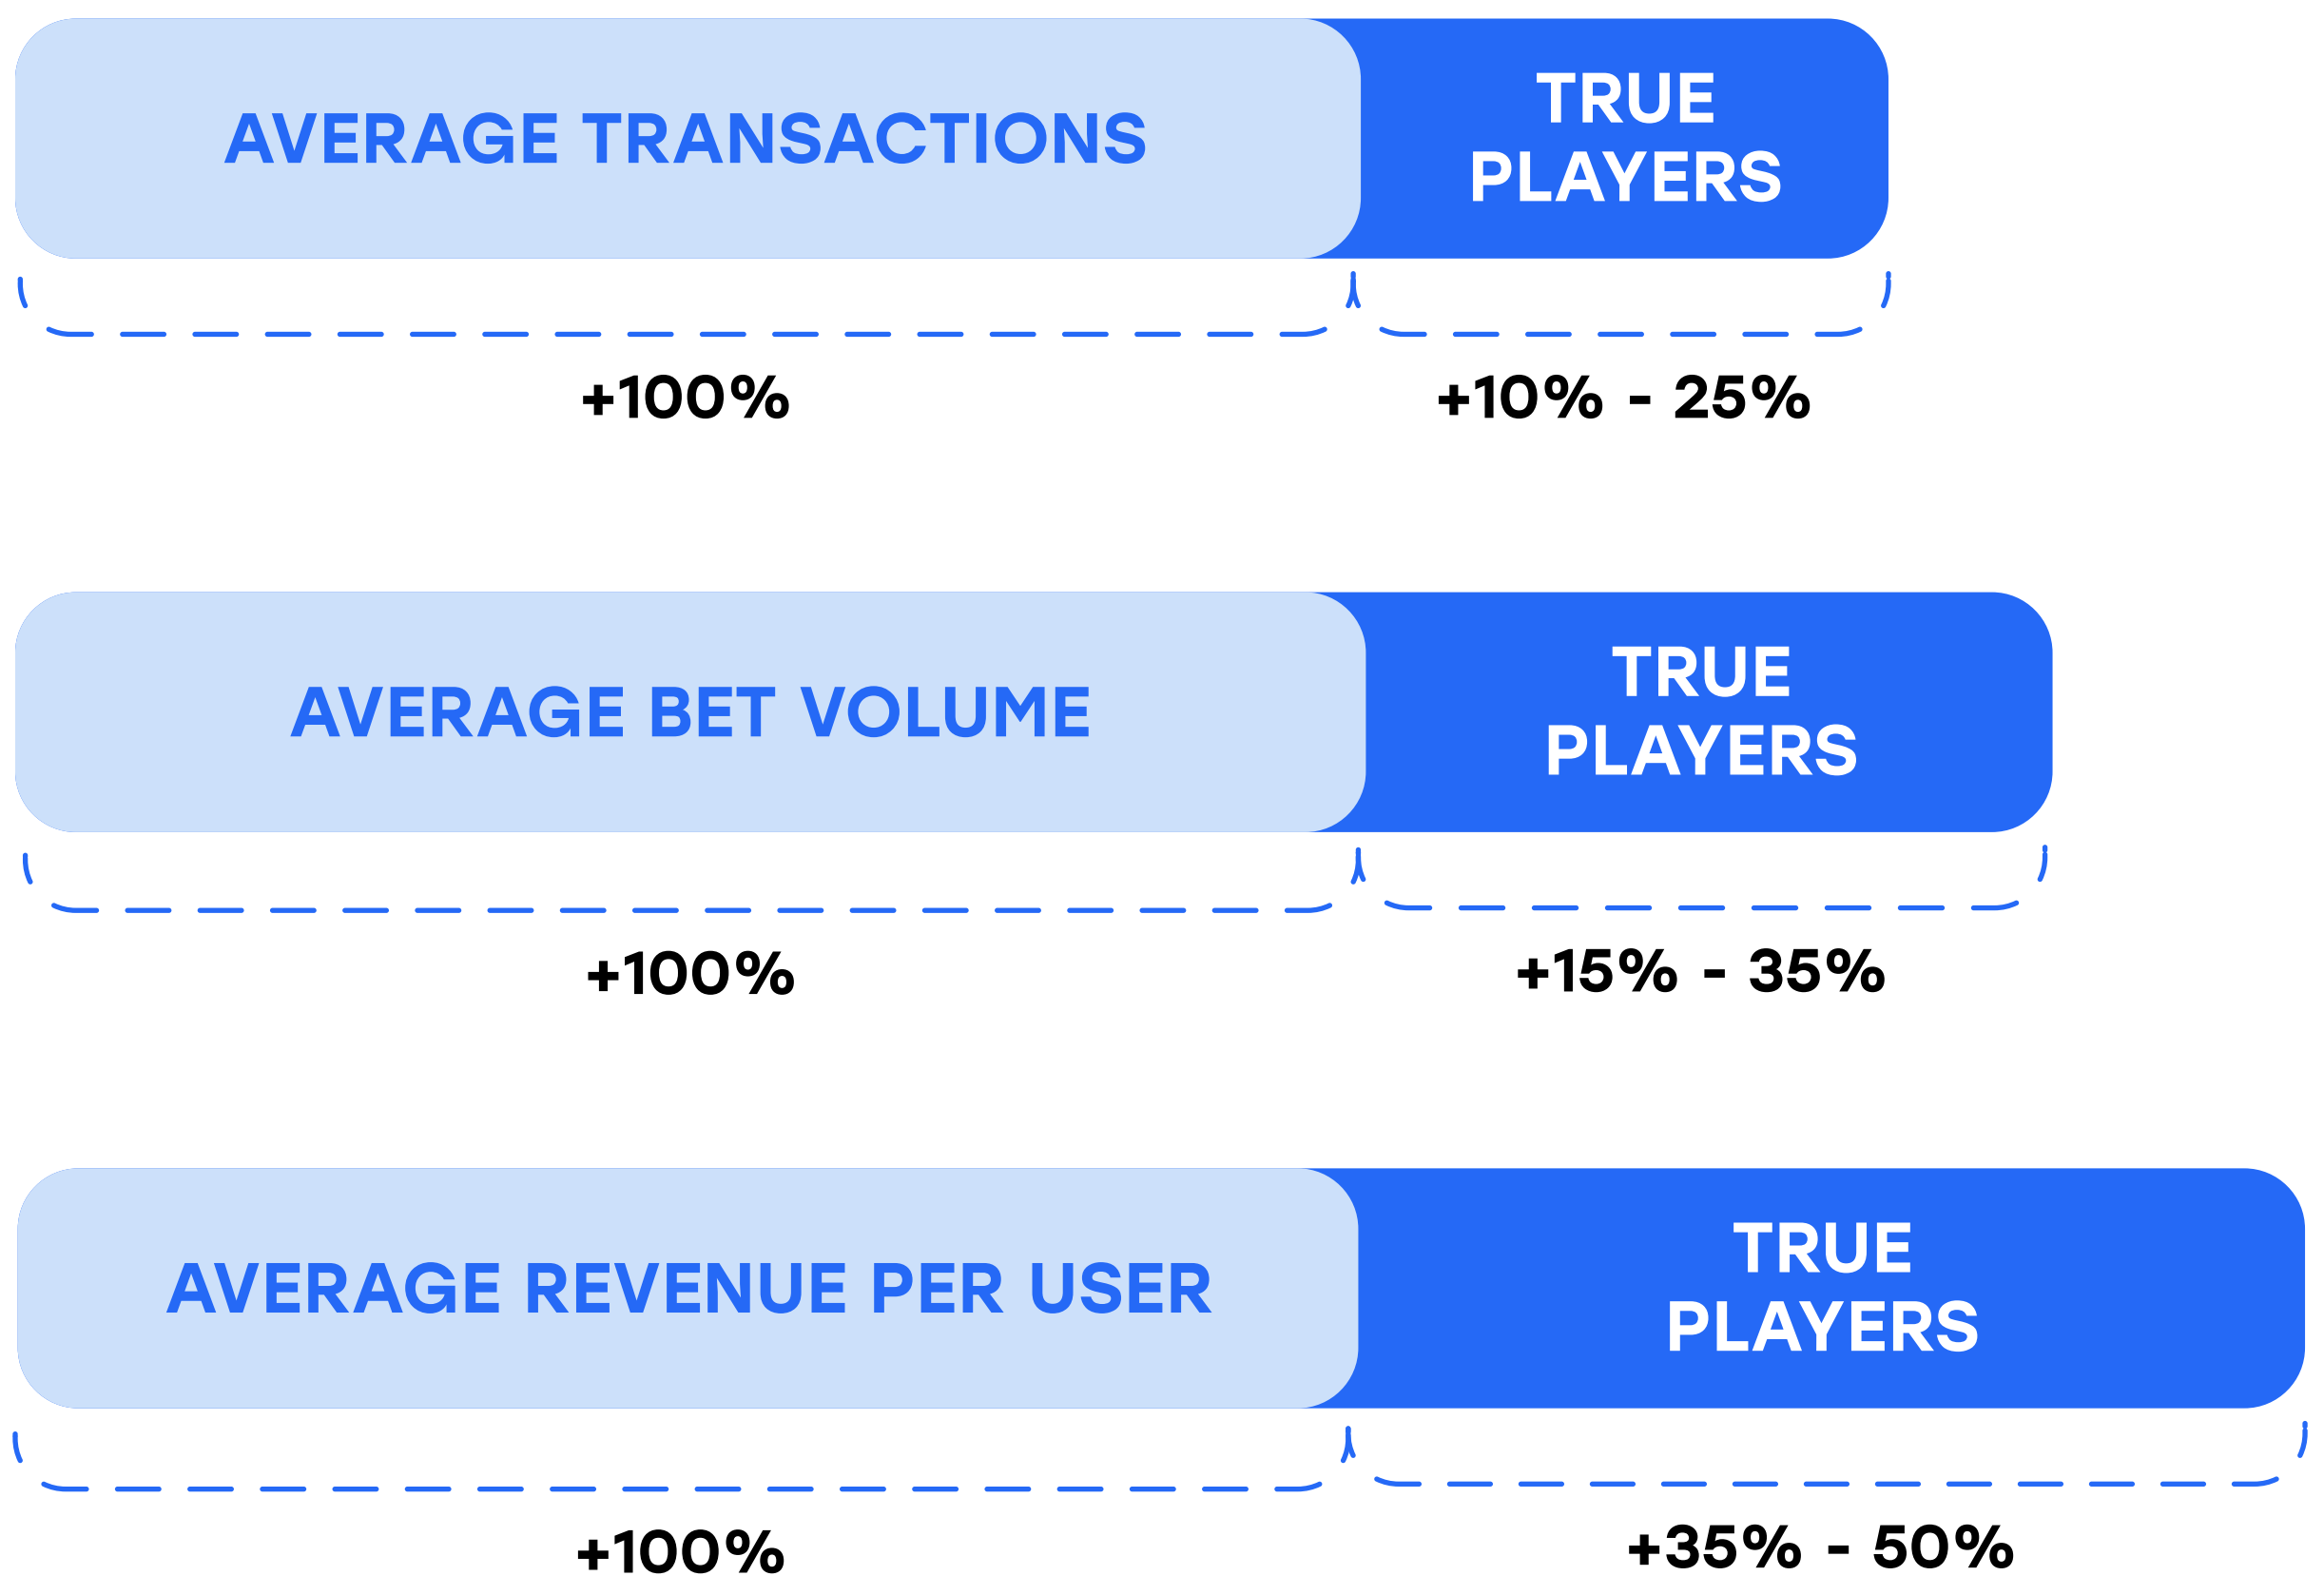 AVERAGE TRANSACTIONS
TRUE
PLAYERS
+100%
+10% - 25%
AVERAGE BET VOLUME
TRUE
PLAYERS
+100%
+15% - 35%
AVERAGE REVENUE PER USER
TRUE
PLAYERS
+100%
+35% - 50%